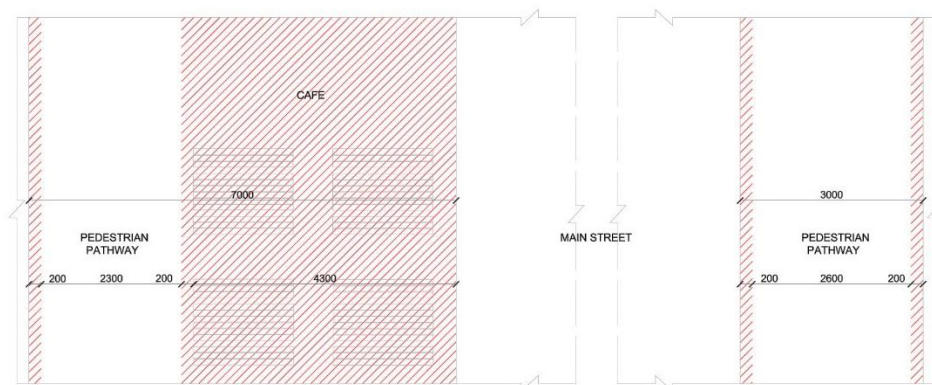 CAFE
7000
3000
PEDESTRIAN
PATHWAY
MAIN STREET
PEDESTRIAN
PATHWAY
200 2300 200
4300
200 2600 200